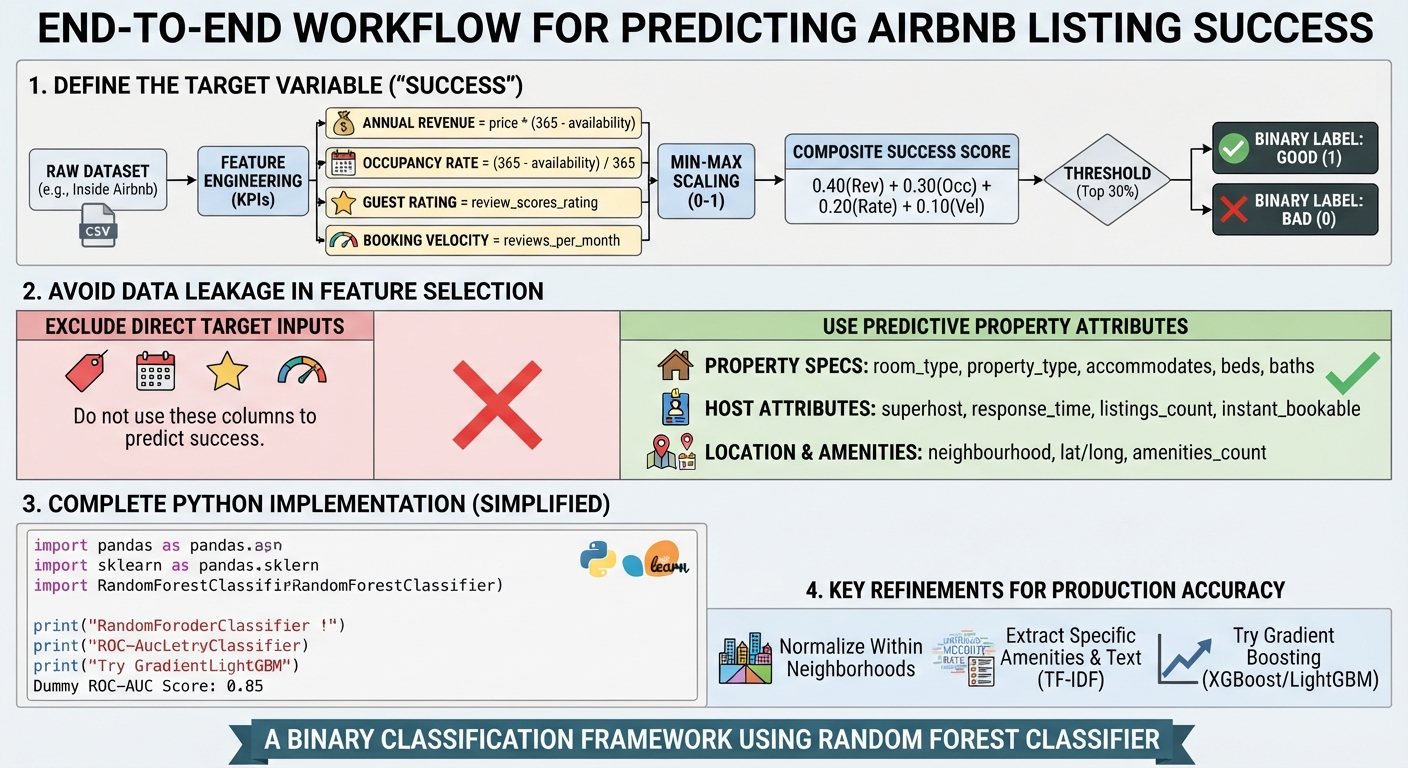 END-TO-END WORKFLOW FOR PREDICTING AIRBNB LISTING SUCCESS
1. DEFINE THE TARGET VARIABLE (“SUCCESS”)
RAW DATASET
(e.g., Inside Airbnb)
CSV
FEATURE
ENGINEERING
(KPIs)
ANNUAL REVENUE = price * (365 - availability)
OCCUPANCY RATE = (365 - availability) / 365
GUEST RATING = review_scores_rating
BOOKING VELOCITY = reviews_per_month
MIN-MAX
SCALING
(0-1)
COMPOSITE SUCCESS SCORE
0.40(Rev) + 0.30(Occ) +
0.20(Rate) + 0.10(Vel)
THRESHOLD
(Top 30%)
BINARY LABEL:
GOOD (1)
BINARY LABEL:
BAD (0)
2. AVOID DATA LEAKAGE IN FEATURE SELECTION
EXCLUDE DIRECT TARGET INPUTS
Do not use these columns to
predict success.
USE PREDICTIVE PROPERTY ATTRIBUTES
PROPERTY SPECS: room_type, property_type, accommodates, beds, baths
HOST ATTRIBUTES: superhost, response_time, listings_count, instant_bookable
LOCATION & AMENITIES: neighbourhood, lat/long, amenities_count
3. COMPLETE PYTHON IMPLEMENTATION (SIMPLIFIED)
import pandas as
import sklearn as pandas.sklern
import
learn
print("RandomForoderClassifier !")
print("ROC-AucLetryClassifier)
print("Try GradientLightGBM")
Dummy ROC-AUC Score: 0.85
4. KEY REFINEMENTS FOR PRODUCTION ACCURACY
Normalize Within
Neighborhoods
RATE
Extract Specific
Amenities & Text
(TF-IDF)
Try Gradient
Boosting
(XGBoost/LightGBM)
A BINARY CLASSIFICATION FRAMEWORK USING RANDOM FOREST CLASSIFIER